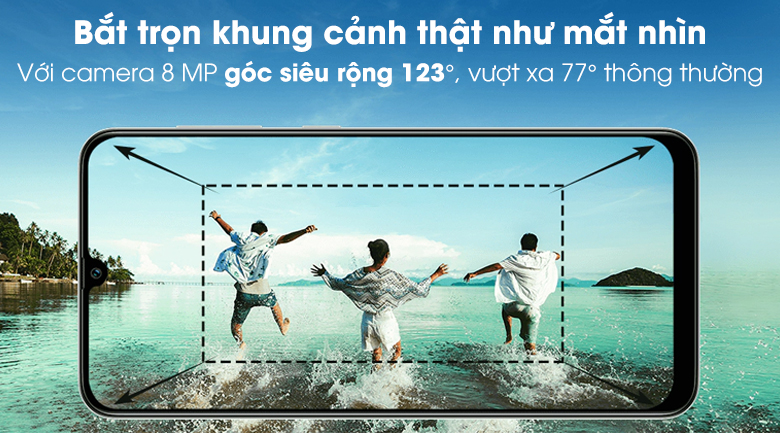 Bắt trọn khung cảnh thật như mắt nhìn
Với camera 8 MP góc siêu rộng 123°, vượt xa 77° thông thường